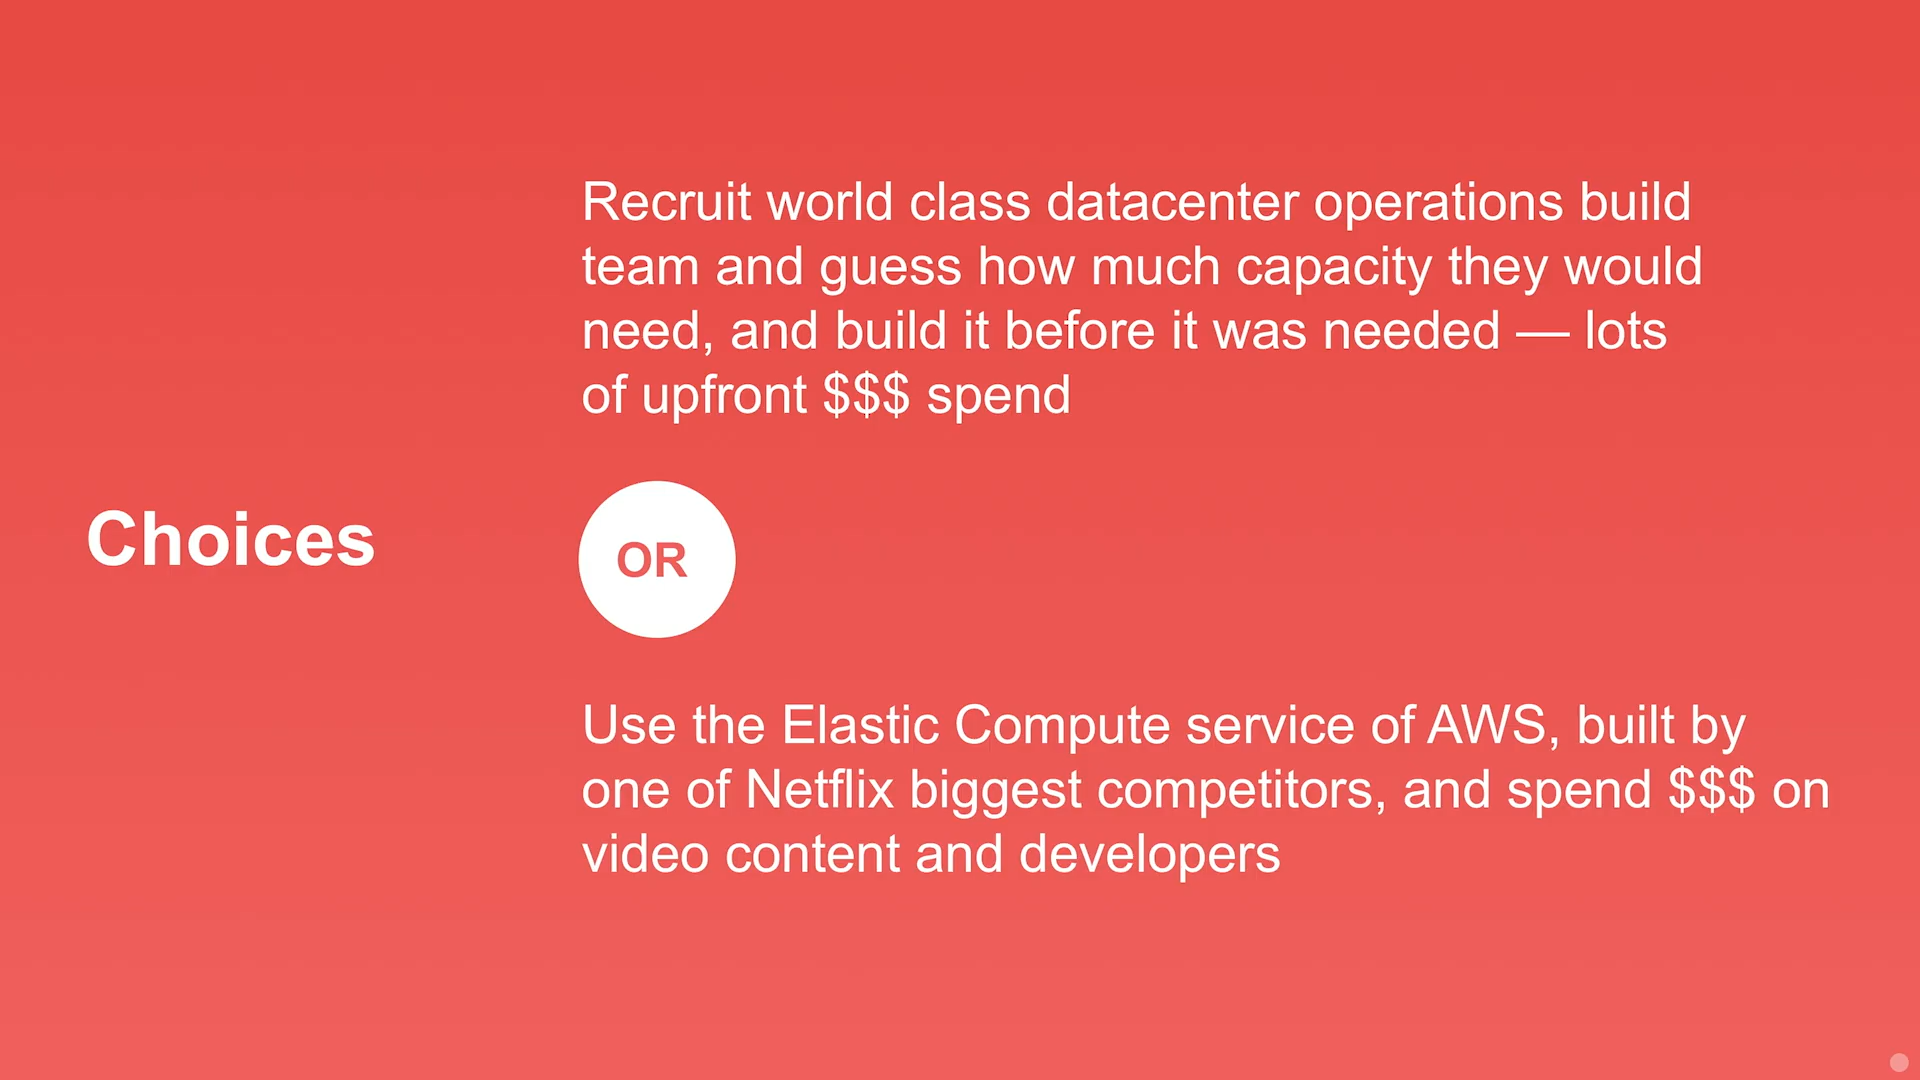 Recruit world class datacenter operations build
team and guess how much capacity they would
need, and build it before it was needed — lots
of upfront $$$ spend
Choices
OR
Use the Elastic Compute service of AWS, built by
one of Netflix biggest competitors, and spend $$$ on
video content and developers